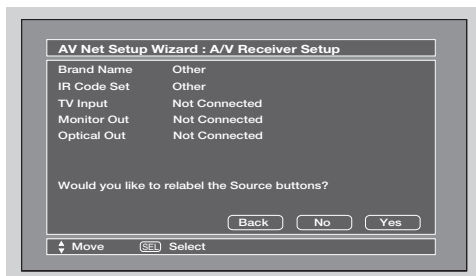 AV Net Setup Wizard : A/V Receiver Setup
Brand Name Other
IR Code Set Other
TV Input Not Connected
Monitor Out Not Connected
Optical Out Not Connected
Would you like to relabel the Source buttons?
Back No Yes
Move SEL Select